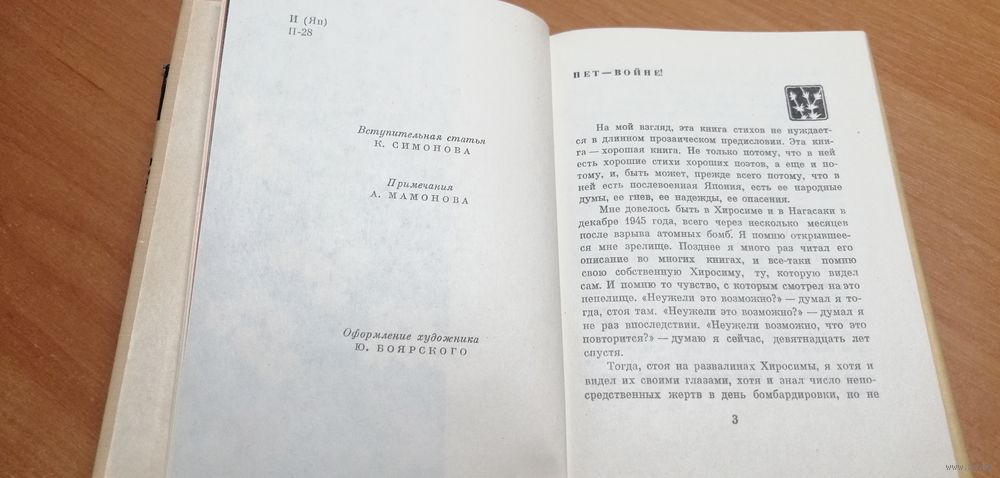 И (Яп)
П-28
Вступительная статья
К. СИМОНОВА
Примечания
А. МАМОНОВА
Оформление художника
Ю. БОЯРСКОГО
НЕТ — ВОЙНЕ!
На мой взгляд, эта книга стихов не нуждает-
ся в длинном прозаическом предисловии. Эта кни-
га — хорошая книга. Не только потому, что в ней
есть хорошие стихи хороших поэтов, а еще и по-
тому, и, быть может, прежде всего потому, что в
ней есть послевоенная Япония, есть ее народные
думы, ее гнев, ее надежды, ее опасения.
Мне довелось быть в Хиросиме и в Нагасаки в
декабре 1945 года, всего через несколько месяцев
после взрыва атомных бомб. Я помню открывшее-
ся мне зрелище. Позднее я много раз читал его
описание во многих книгах, и все-таки помню
свою собственную Хиросиму, ту, которую видел
сам. И помню то чувство, с которым смотрел на это
пепелище. «Неужели это возможно?» — думал я то-
гда, стоя там. «Неужели это возможно?» — думал я
не раз впоследствии. «Неужели возможно, что это
повторится?» — думаю я сейчас, девятнадцать лет
спустя.
Тогда, стоя на развалинах Хиросимы, я хотя и
видел их своими глазами, хотя и знал число непо-
средственных жертв в день бомбардировки, но не
3